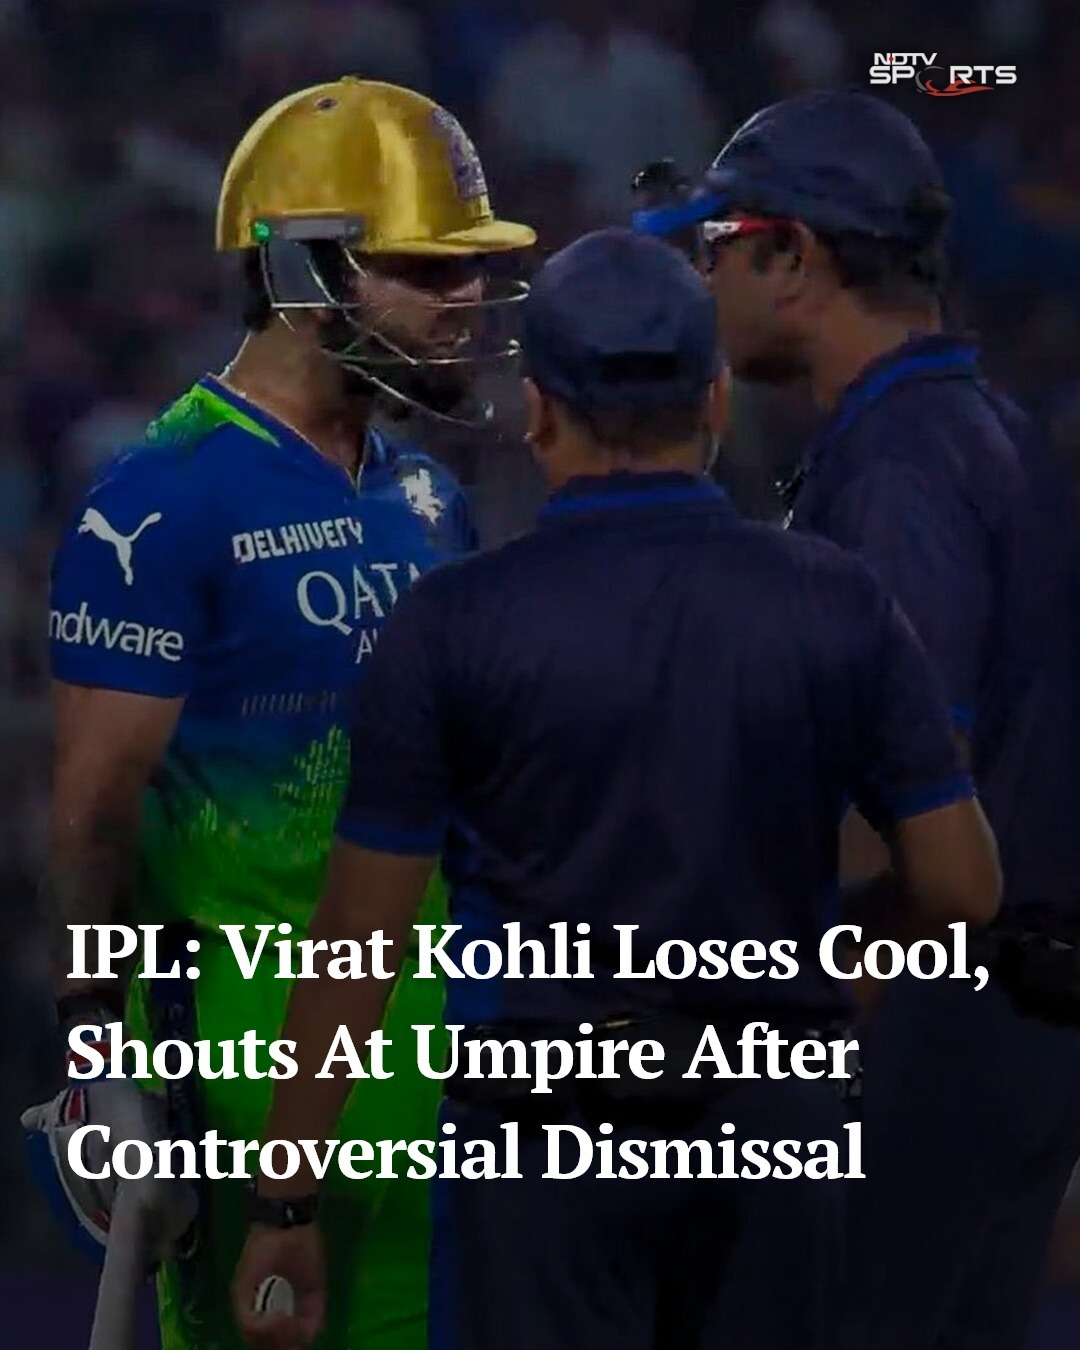 NDTV
SPORTS
DELHIVERY
QATA
ndware
IPL: Virat Kohli Loses Cool,
Shouts At Umpire After
Controversial Dismissal